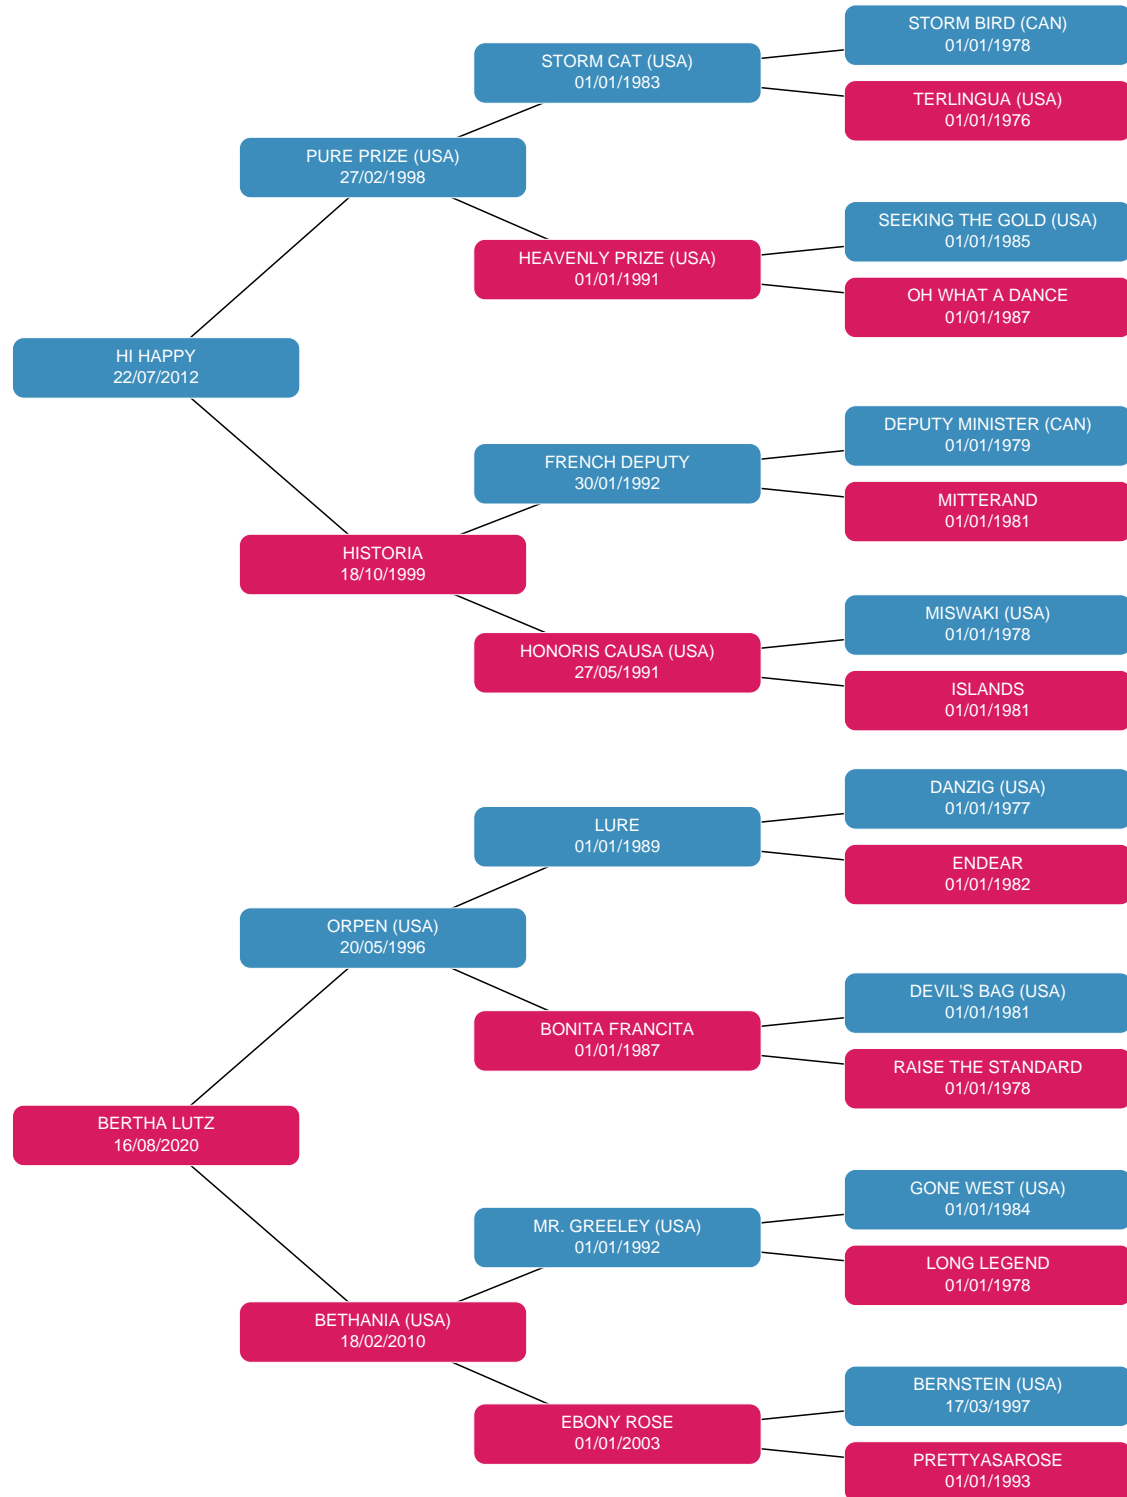 STORM BIRD (CAN)
01/01/1978
STORM CAT (USA)
01/01/1983
TERLINGUA (USA)
01/01/1976
PURE PRIZE (USA)
27/02/1998
SEEKING THE GOLD (USA)
01/01/1985
HEAVENLY PRIZE (USA)
01/01/1991
OH WHAT A DANCE
01/01/1987
HI HAPPY
22/07/2012
DEPUTY MINISTER (CAN)
01/01/1979
FRENCH DEPUTY
30/01/1992
MITTERAND
01/01/1981
HISTORIA
18/10/1999
MISWAKI (USA)
01/01/1978
HONORIS CAUSA (USA)
27/05/1991
ISLANDS
01/01/1981
DANZIG (USA)
01/01/1977
LURE
01/01/1989
ENDEAR
01/01/1982
ORPEN (USA)
20/05/1996
DEVIL'S BAG (USA)
01/01/1981
BONITA FRANCITA
01/01/1987
RAISE THE STANDARD
01/01/1978
BERTHA LUTZ
16/08/2020
GONE WEST (USA)
01/01/1984
MR. GREELEY (USA)
01/01/1992
LONG LEGEND
01/01/1978
BETHANIA (USA)
18/02/2010
BERNSTEIN (USA)
17/03/1997
EBONY ROSE
01/01/2003
PRETTYASAROSE
01/01/1993